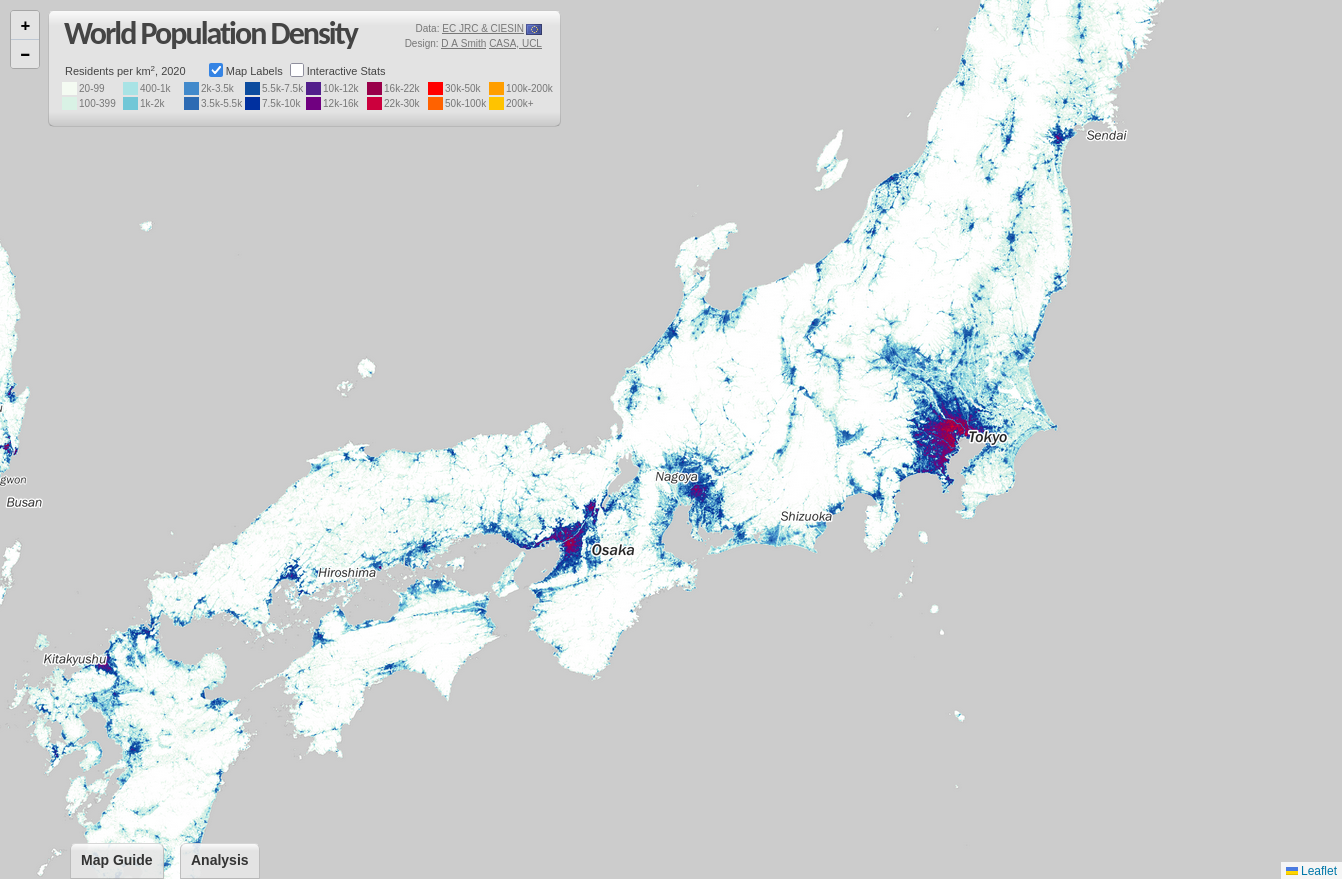 +
−
World Population Density
Data: EC JRC & CIESIN
Design: D A Smith CASA, UCL
Residents per km², 2020
Map Labels
Interactive Stats
20-99 400-1k 2k-3.5k 5.5k-7.5k 10k-12k 16k-22k 30k-50k 100k-200k
100-399 1k-2k 3.5k-5.5k 7.5k-10k 12k-16k 22k-30k 50k-100k 200k+
Sendai
Tokyo
Nagoya
gwon
Busan
Shizuoka
Osaka
Hiroshima
Kitakyushu
Map Guide
Analysis
Leaflet